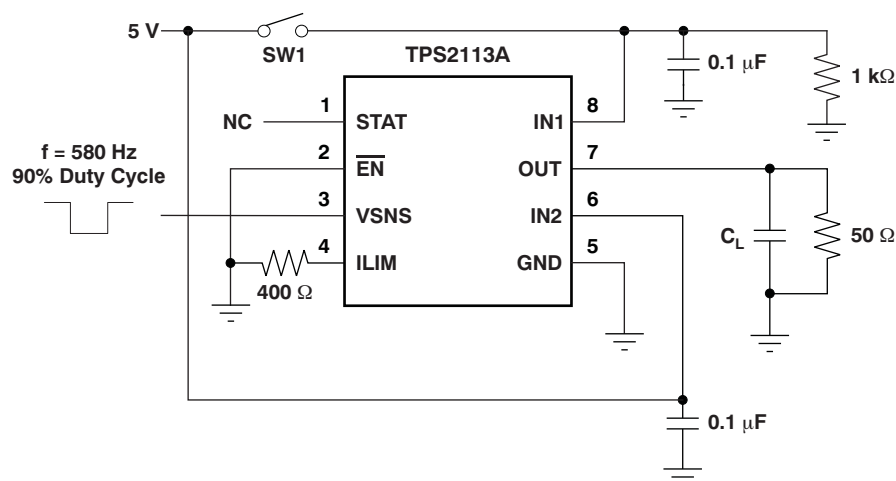 5 V
SW1
TPS2113A
0.1 μF
1 kΩ
NC
1
STAT
IN1
8
f = 580 Hz
90% Duty Cycle
2
EN
OUT
7
3
VSNS
IN2
6
CL
50 Ω
4
ILIM
GND
5
400 Ω
0.1 μF